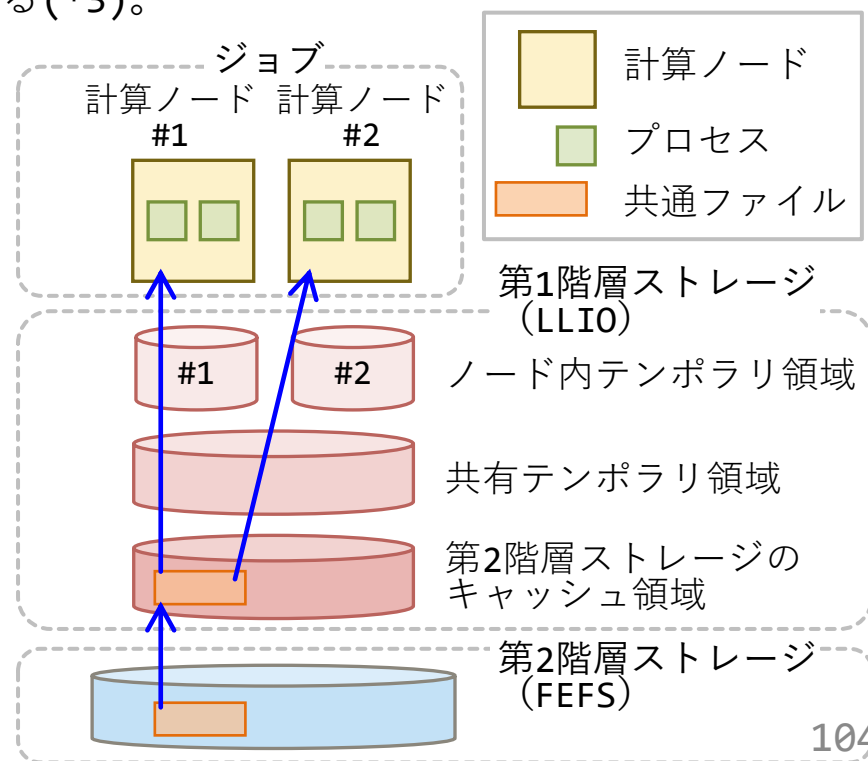 る(*3)。
ジョブ
計算ノード 計算ノード
#1 #2
計算ノード
プロセス
共通ファイル
第1階層ストレージ
（LLIO）
#1 #2
ノード内テンポラリ領域
共有テンポラリ領域
第2階層ストレージの
キャッシュ領域
第2階層ストレージ
（FEFS）
104